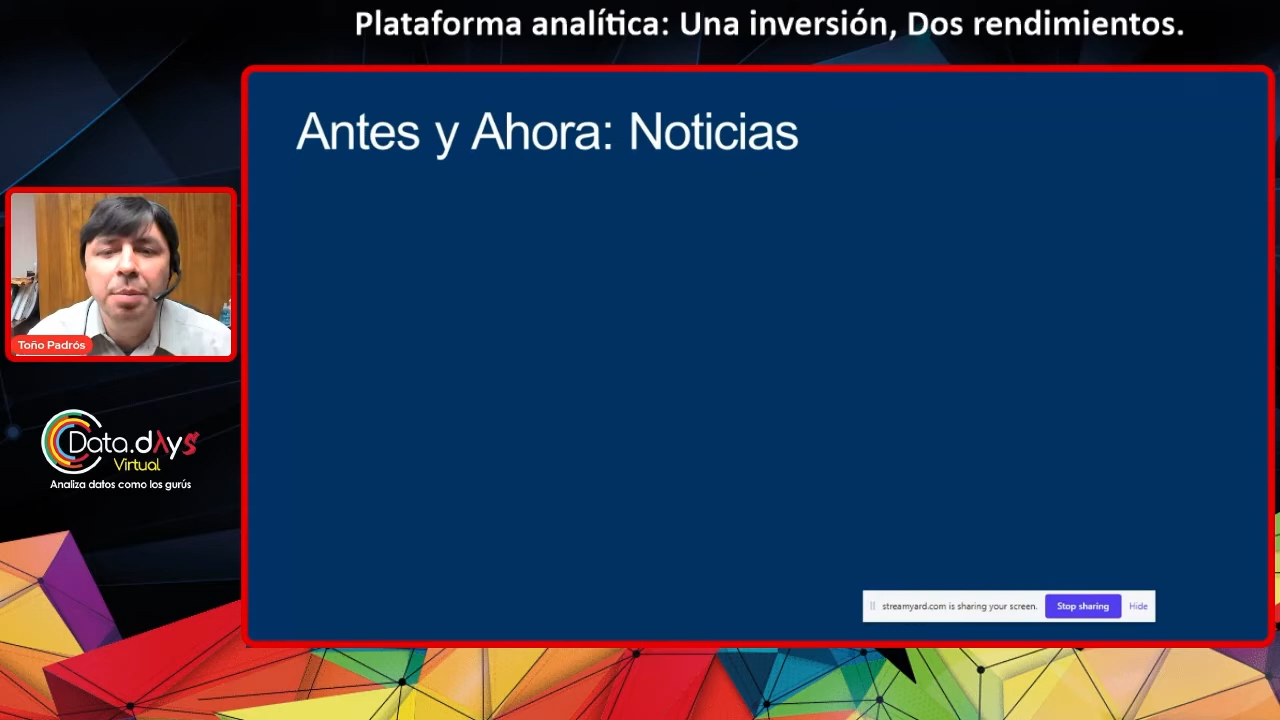 Plataforma analítica: Una inversión, Dos rendimientos.
Antes y Ahora: Noticias
Toño Padrós
Data.dAys
Virtual
Analiza datos como los gurús
streamyard.com is sharing your screen. Stop sharing Hide